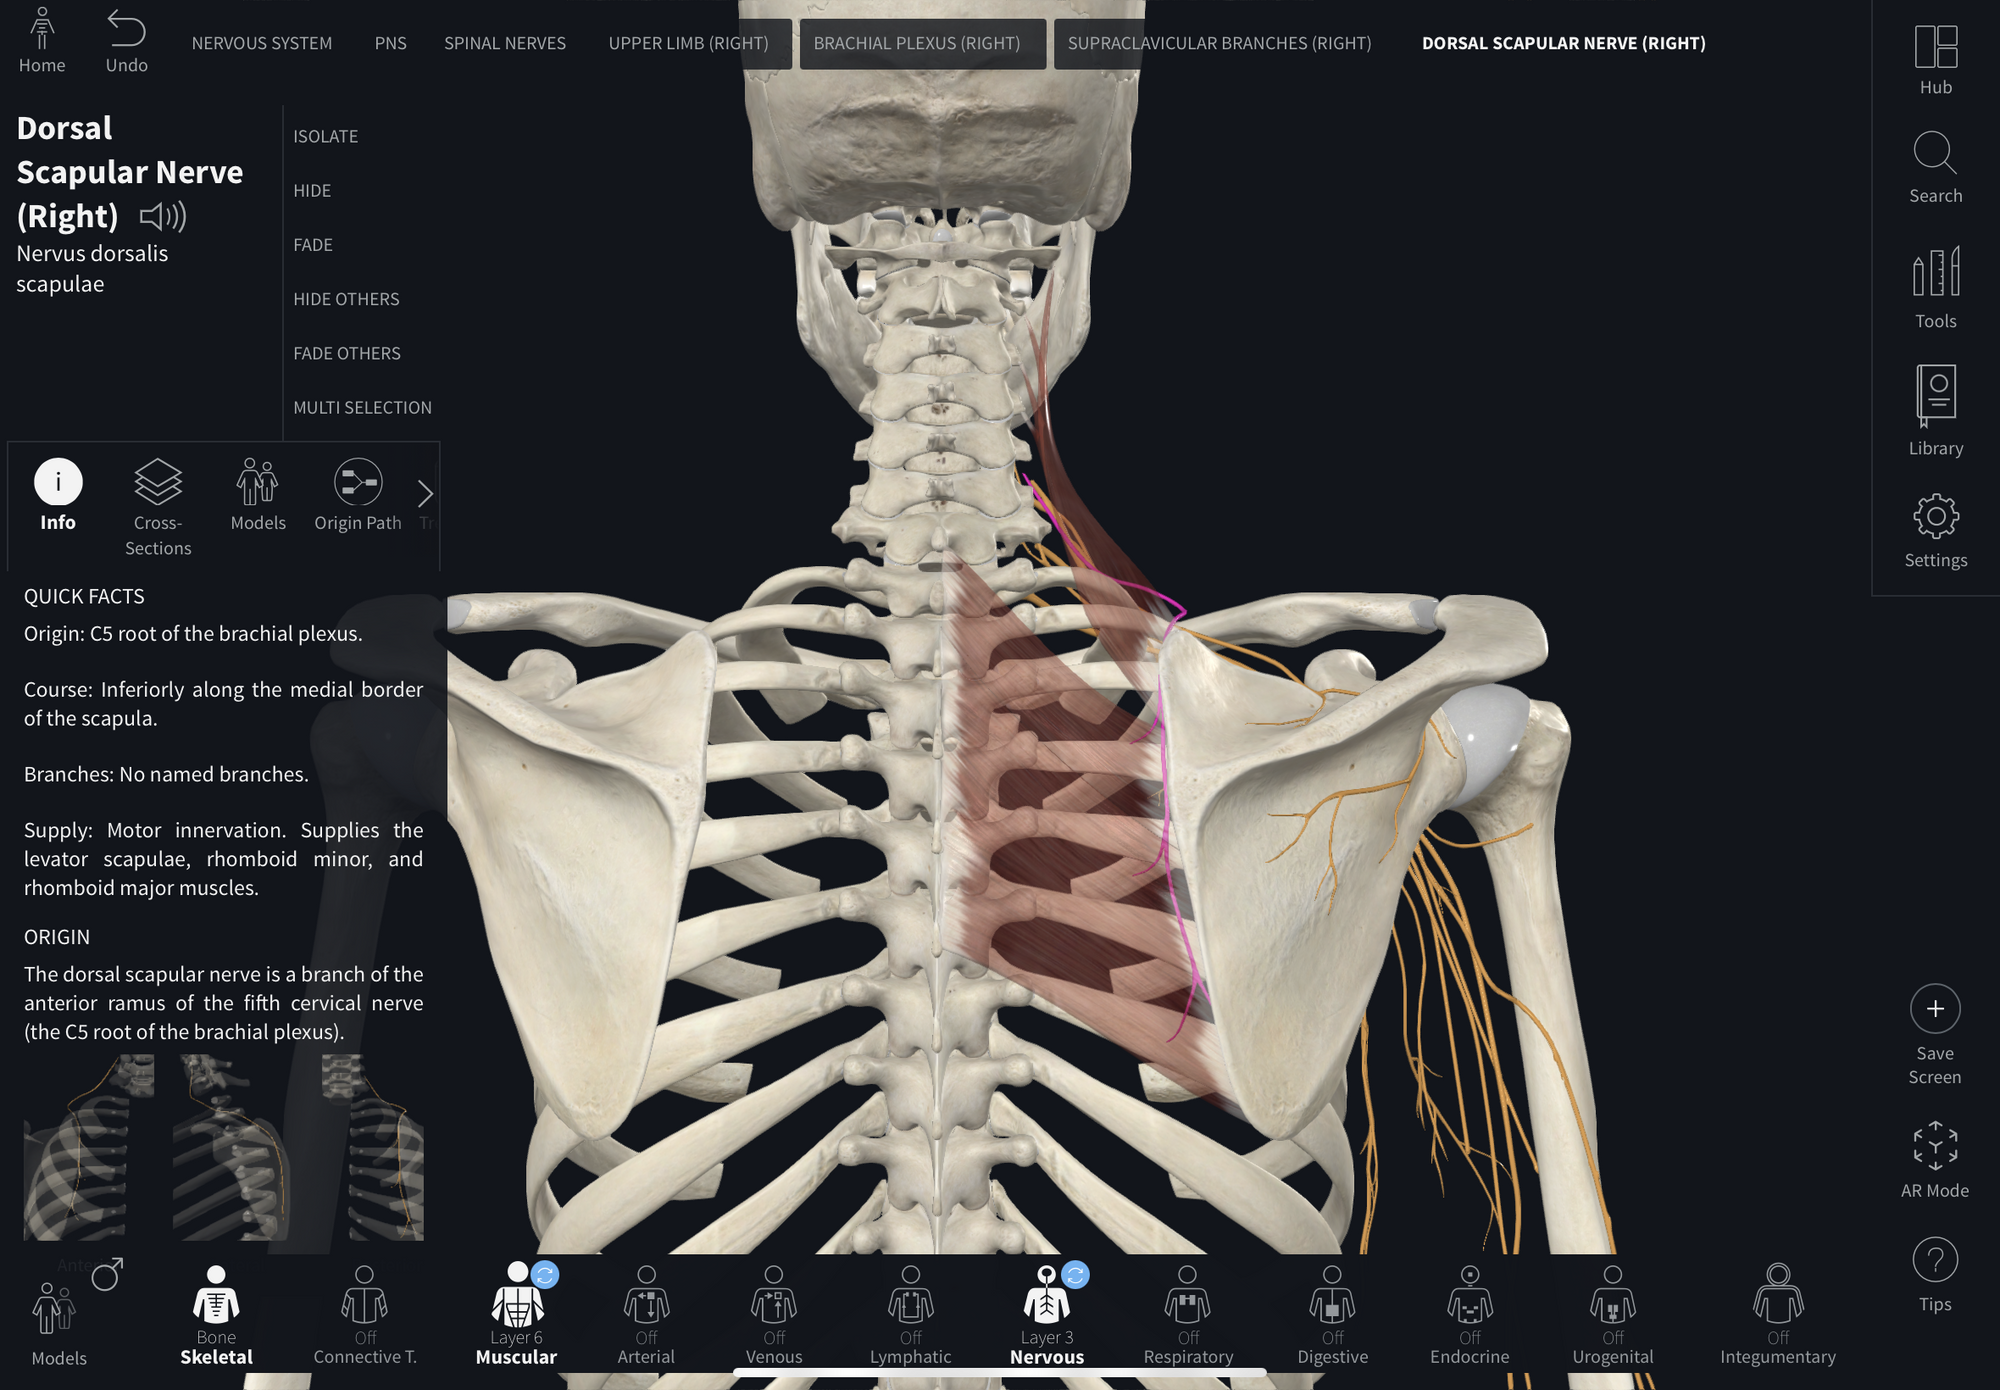 Home
Undo
NERVOUS SYSTEM
PNS
SPINAL NERVES
UPPER LIMB (RIGHT)
BRACHIAL PLEXUS (RIGHT)
SUPRACLAVICULAR BRANCHES (RIGHT)
DORSAL SCAPULAR NERVE (RIGHT)
Dorsal
Scapular Nerve
(Right)
Nervus dorsalis
scapulae
ISOLATE
HIDE
FADE
HIDE OTHERS
FADE OTHERS
MULTI SELECTION
Info
Cross-
Sections
Models
Origin Path
QUICK FACTS
Origin: C5 root of the brachial plexus.
Course: Inferiorly along the medial border
of the scapula.
Branches: No named branches.
Supply: Motor innervation. Supplies the
levator scapulae, rhomboid minor, and
rhomboid major muscles.
ORIGIN
The dorsal scapular nerve is a branch of the
anterior ramus of the fifth cervical nerve
(the C5 root of the brachial plexus).
Hub
Search
Tools
Library
Settings
Save
Screen
AR Mode
Tips
Models
Bone
Skeletal
Off
Connective T.
Layer 6
Muscular
Off
Arterial
Off
Venous
Off
Lymphatic
Layer 3
Nervous
Off
Respiratory
Off
Digestive
Off
Endocrine
Off
Urogenital
Off
Integumentary